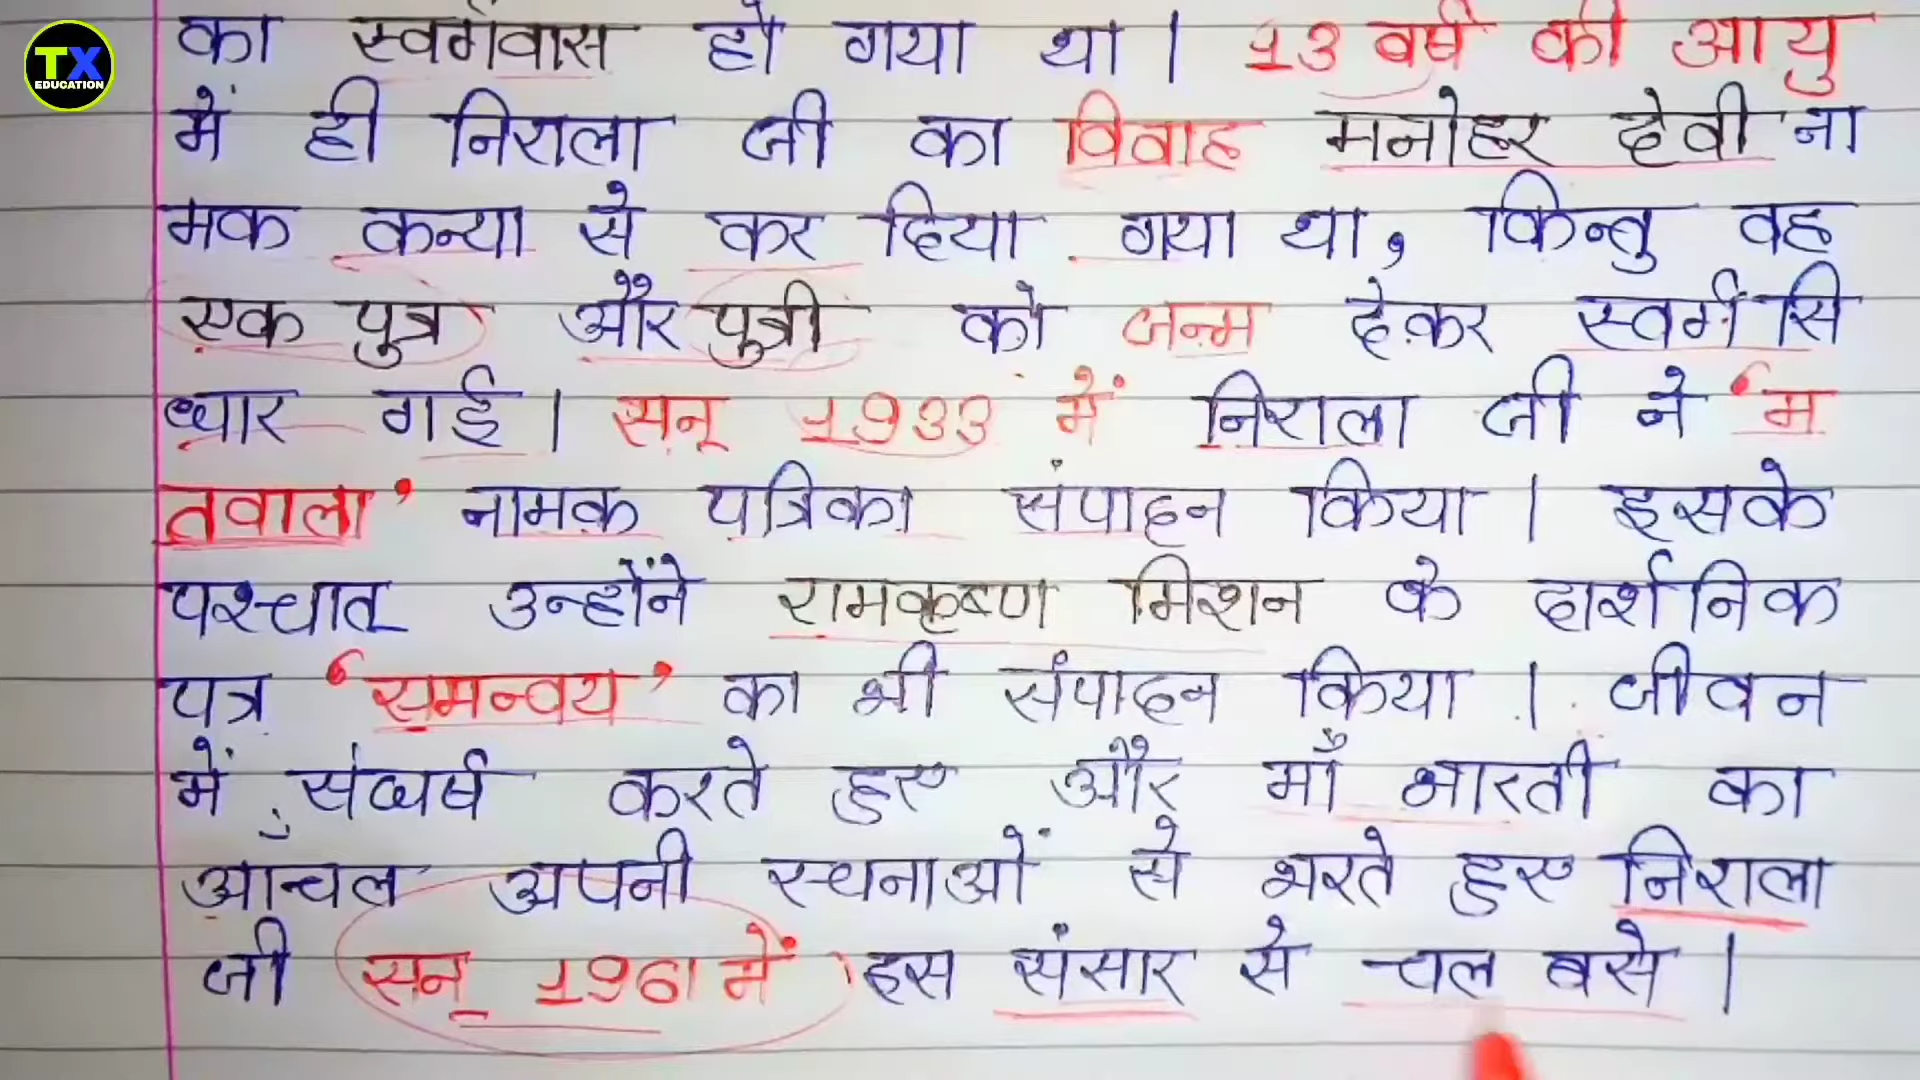 TX
EDUCATION
का स्वर्गवास हो गया था। 13 वर्ष की आयु
में ही निराला जी का विवाह मनोहर देवी ना
मक कन्या से कर दिया गया था, किन्तु वह
एक पुत्र और पुत्री को जन्म देकर स्वर्ग सि
धार गई। सन् 1933 में निराला जी ने ‘म
तवाला’ नामक पत्रिका संपादन किया। इसके
पश्चात् उन्होंने रामकृष्ण मिशन के दार्शनिक
पत्र ‘समन्वय’ का भी संपादन किया। जीवन
में संघर्ष करते हुए और माँ भारती का
आँचल अपनी रचनाओं से भरते हुए निराला
जी सन् 1961 में इस संसार से चल बसे।